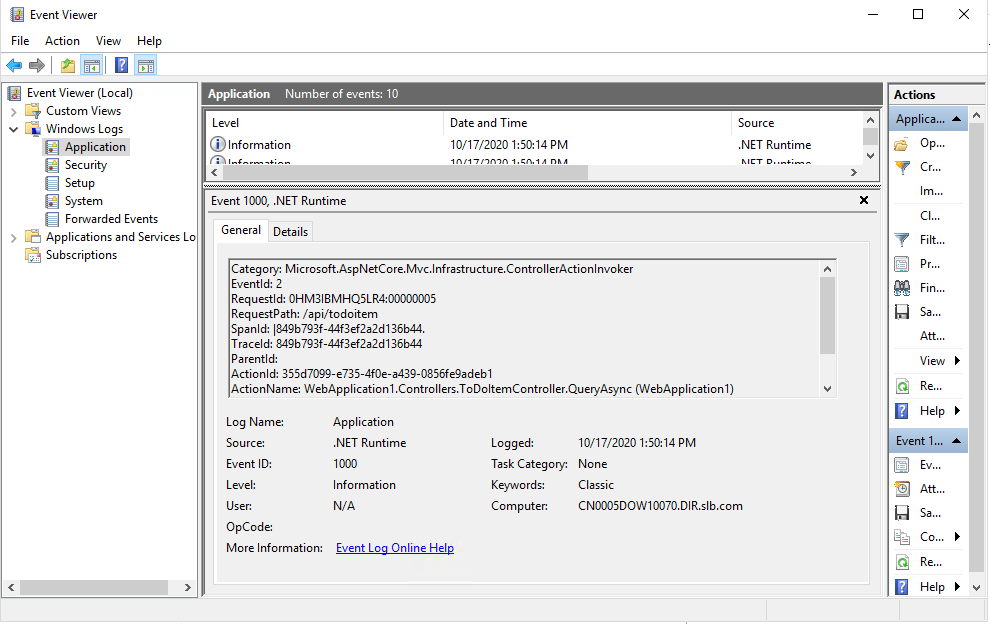 Event Viewer
File Action View Help
Event Viewer (Local)
Custom Views
Windows Logs
Application
Security
Setup
System
Forwarded Events
Applications and Services Lo
Subscriptions
Application Number of events: 10
Level Date and Time Source
Information 10/17/2020 1:50:14 PM .NET Runtime
Information 10/17/2020 1:50:14 PM .NET Runtime
Event 1000, .NET Runtime
General Details
Category: Microsoft.AspNetCore.Mvc.Infrastructure.ControllerActionInvoker
EventId: 2
RequestId: 0HM3IBMHQ5LR4:00000005
RequestPath: /api/todoitem
SpanId: |849b793f-44f3ef2a2d136b44.
TraceId: 849b793f-44f3ef2a2d136b44
ParentId:
ActionId: 355d7099-e735-4f0e-a439-0856fe9adeb1
ActionName: WebApplication1.Controllers.ToDoItemController.QueryAsync (WebApplication1)
Log Name: Application
Source: .NET Runtime Logged: 10/17/2020 1:50:14 PM
Event ID: 1000 Task Category: None
Level: Information Keywords: Classic
User: N/A Computer: CN0005DOW10070.DIR.slb.com
OpCode:
More Information: Event Log Online Help
Actions
Applica...
Op...
Cr...
Im...
Cl...
Filt...
Pr...
Fin...
Sa...
Att...
View
Re...
Help
Event 1...
Ev...
Att...
Sa...
Co...
Re...
Help